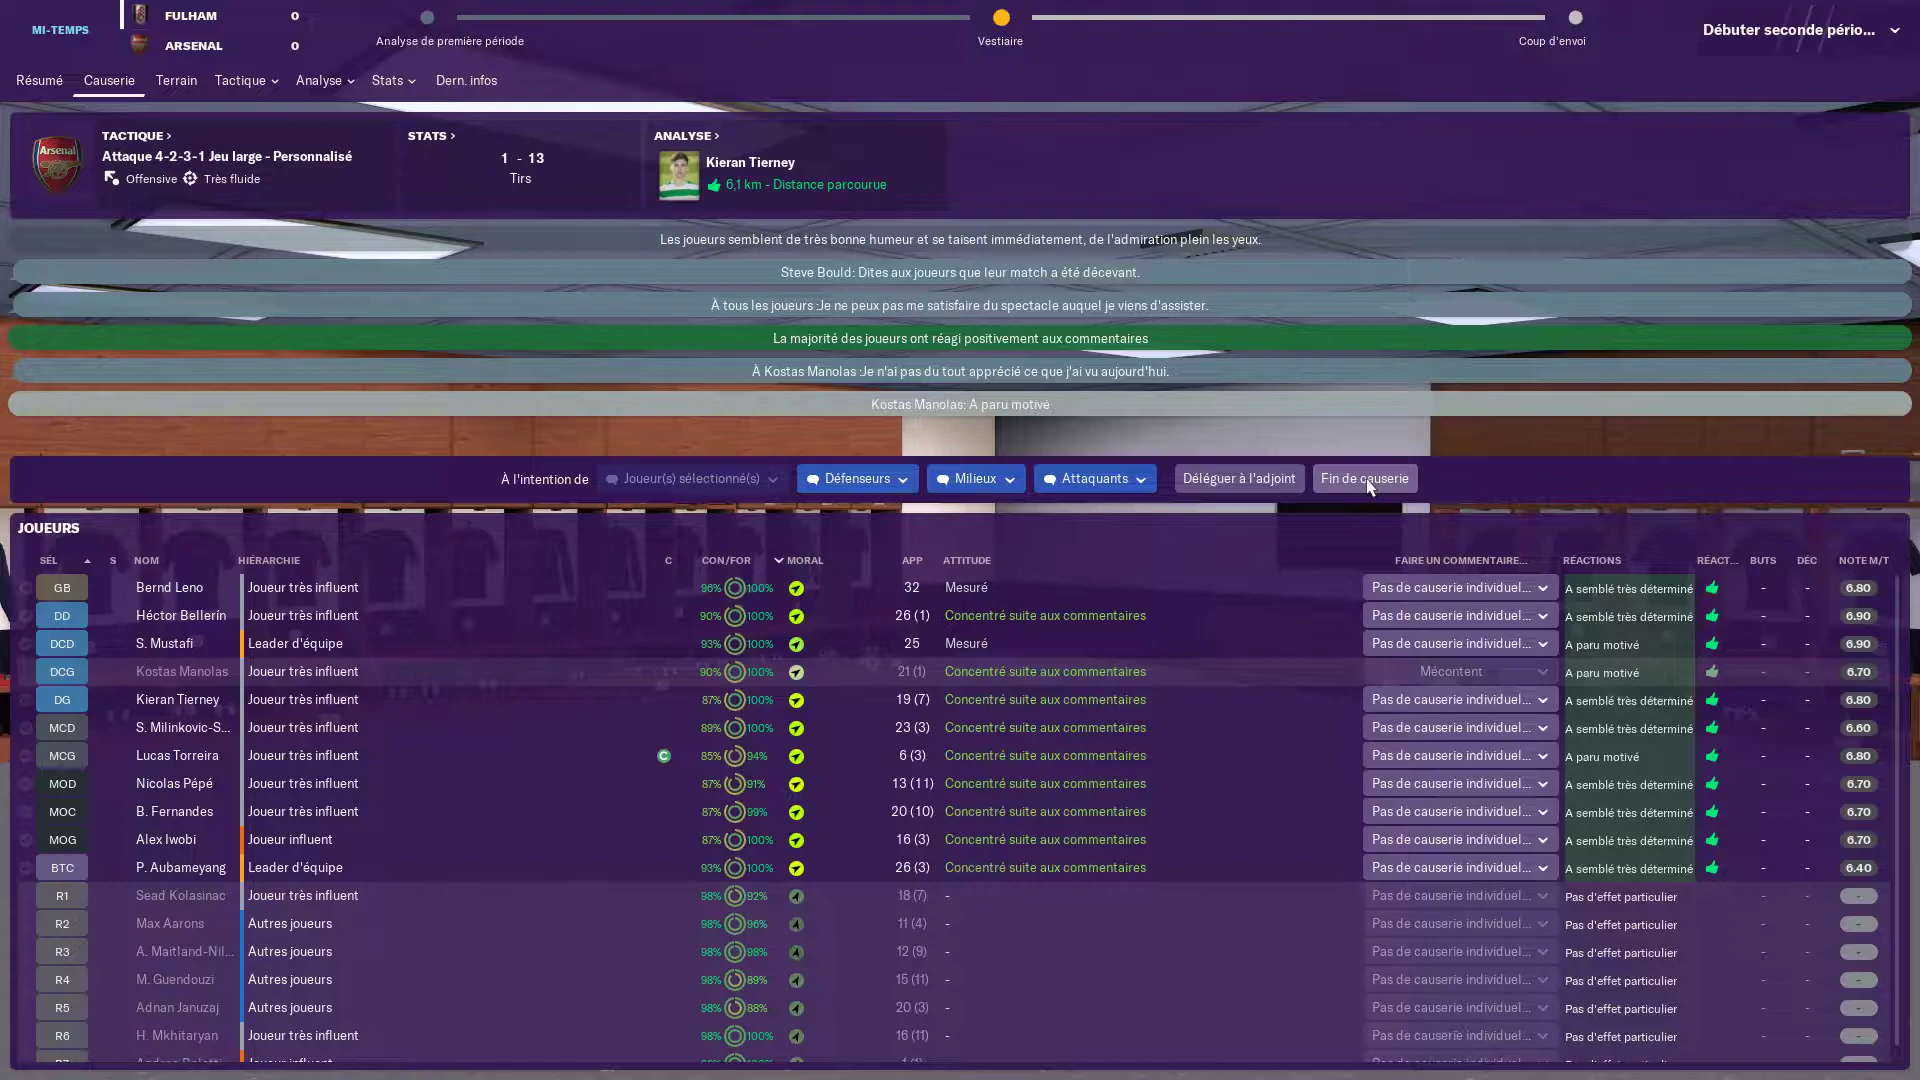 MI-TEMPS
FULHAM 0
ARSENAL 0
Analyse de première période
Vestiaire
Coup d'envoi
Débuter seconde pério...
Résumé Causerie Terrain Tactique Analyse Stats Dern. infos
Arsenal
TACTIQUE >
Attaque 4-2-3-1 Jeu large - Personnalisé
Offensive Très fluide
STATS >
1 - 13
Tirs
ANALYSE >
Kieran Tierney
6,1 km - Distance parcourue
Les joueurs semblent de très bonne humeur et se taisent immédiatement, de l'admiration plein les yeux.
Steve Bould: Dites aux joueurs que leur match a été décevant.
À tous les joueurs :Je ne peux pas me satisfaire du spectacle auquel je viens d'assister.
La majorité des joueurs ont réagi positivement aux commentaires
À Kostas Manolas :Je n'ai pas du tout apprécié ce que j'ai vu aujourd'hui.
Kostas Manolas: A paru motivé
À l'intention de Joueur(s) sélectionné(s) Défenseurs Milieux Attaquants Déléguer à l'adjoint Fin de causerie
JOUEURS
SÉL S NOM HIÉRARCHIE C CON/FOR MORAL APP ATTITUDE FAIRE UN COMMENTAIRE... RÉACTIONS RÉACT... BUTS DÉC NOTE M/T
GB Bernd Leno Joueur très influent 96% 100% 32 Mesuré Pas de causerie individuel... A semblé très déterminé - - 6.80
DD Héctor Bellerín Joueur très influent 90% 100% 26 (1) Concentré suite aux commentaires Pas de causerie individuel... A semblé très déterminé - - 6.90
DCD S. Mustafi Leader d'équipe 93% 100% 25 Mesuré Pas de causerie individuel... A paru motivé - - 6.90
DCG Kostas Manolas Joueur très influent 90% 100% 21 (1) Concentré suite aux commentaires Mécontent A paru motivé - - 6.70
DG Kieran Tierney Joueur très influent 87% 100% 19 (7) Concentré suite aux commentaires Pas de causerie individuel... A semblé très déterminé - - 6.80
MCD S. Milinkovic-S... Joueur très influent 89% 100% 23 (3) Concentré suite aux commentaires Pas de causerie individuel... A semblé très déterminé - - 6.60
MCG Lucas Torreira Joueur très influent C 85% 94% 6 (3) Concentré suite aux commentaires Pas de causerie individuel... A paru motivé - - 6.80
MOD Nicolas Pépé Joueur très influent 87% 91% 13 (11) Concentré suite aux commentaires Pas de causerie individuel... A semblé très déterminé - - 6.70
MOC B. Fernandes Joueur très influent 87% 99% 20 (10) Concentré suite aux commentaires Pas de causerie individuel... A semblé très déterminé - - 6.70
MOG Alex Iwobi Joueur influent 87% 100% 16 (3) Concentré suite aux commentaires Pas de causerie individuel... A semblé très déterminé - - 6.70
BTC P. Aubameyang Leader d'équipe 93% 100% 26 (3) Concentré suite aux commentaires Pas de causerie individuel... A semblé très déterminé - - 6.40
R1 Sead Kolasinac Joueur très influent 98% 92% 18 (7) - Pas de causerie individuel... Pas d'effet particulier - - -
R2 Max Aarons Autres joueurs 98% 96% 11 (4) - Pas de causerie individuel... Pas d'effet particulier - - -
R3 A. Maitland-Nil... Autres joueurs 98% 98% 12 (9) - Pas de causerie individuel... Pas d'effet particulier - - -
R4 M. Guendouzi Autres joueurs 98% 89% 15 (11) - Pas de causerie individuel... Pas d'effet particulier - - -
R5 Adnan Januzaj Autres joueurs 98% 88% 20 (3) - Pas de causerie individuel... Pas d'effet particulier - - -
R6 H. Mkhitaryan Joueur très influent 98% 100% 16 (11) - Pas de causerie individuel... Pas d'effet particulier - - -